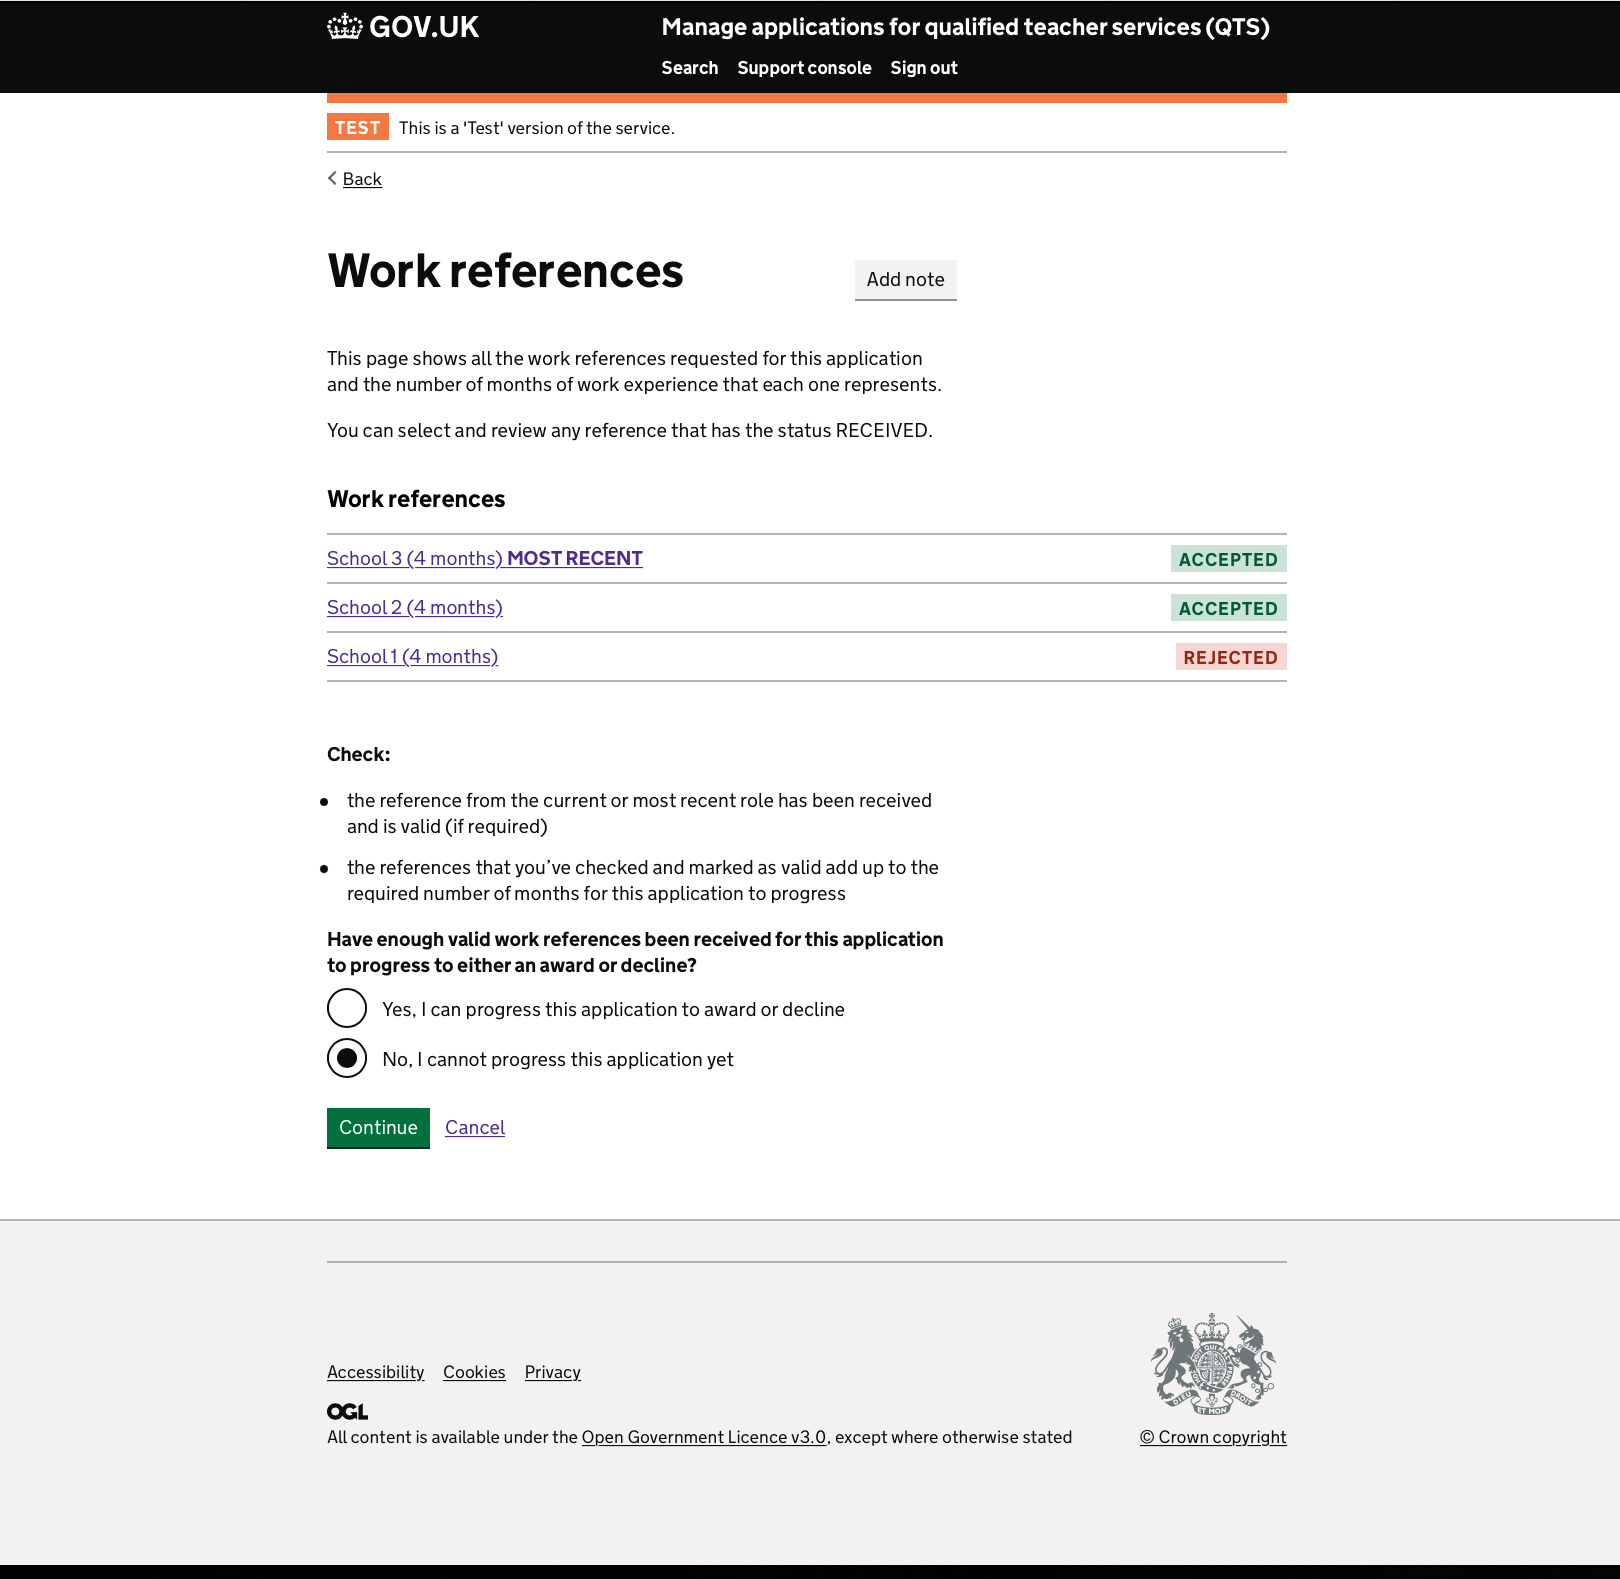 GOV.UK
Manage applications for qualified teacher services (QTS)
Search Support console Sign out
TEST This is a 'Test' version of the service.
Back
Work references
Add note
This page shows all the work references requested for this application
and the number of months of work experience that each one represents.
You can select and review any reference that has the status RECEIVED.
Work references
School 3 (4 months) MOST RECENT ACCEPTED
School 2 (4 months) ACCEPTED
School 1 (4 months) REJECTED
Check:
the reference from the current or most recent role has been received
and is valid (if required)
the references that you’ve checked and marked as valid add up to the
required number of months for this application to progress
Have enough valid work references been received for this application
to progress to either an award or decline?
Yes, I can progress this application to award or decline
No, I cannot progress this application yet
Continue Cancel
Accessibility Cookies Privacy
OGL
All content is available under the Open Government Licence v3.0, except where otherwise stated
DIEU ET MON DROIT
© Crown copyright